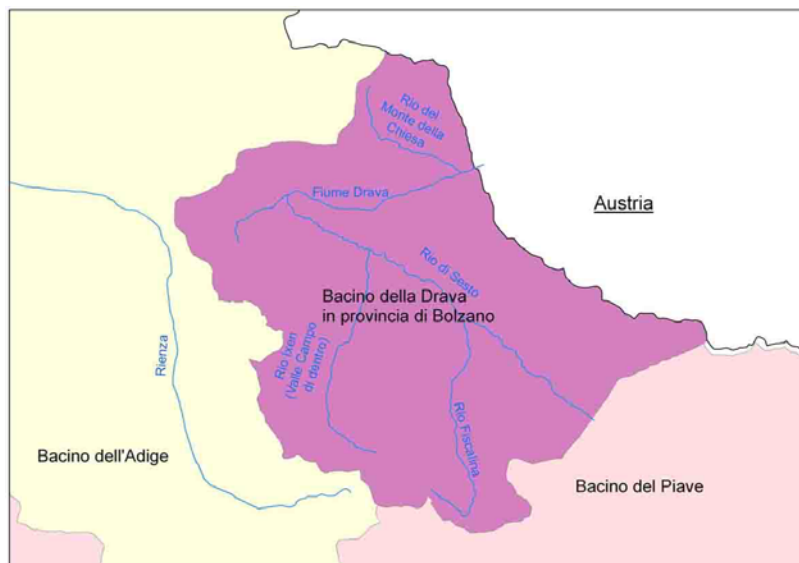 Rio del
Monte della
Chiesa
Fiume Drava
Austria
Rio di Sesto
Bacino della Drava
in provincia di Bolzano
Rienza
Rio Ixen
(Valle Campo
di dentro)
Rio Fiscalina
Bacino dell'Adige
Bacino del Piave